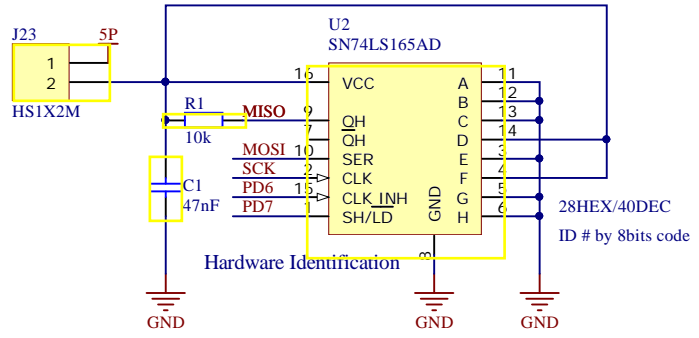 J23
5P
1
2
HS1X2M
U2
SN74LS165AD
16
VCC
A
11
B
12
R1
MISO
9
QH
C
13
10k
7
QH
D
14
MOSI
10
SER
E
3
SCK
2
CLK
F
4
C1
PD6
15
CLK INH
G
5
47nF
PD7
1
SH/LD
GND
H
6
28HEX/40DEC
ID # by 8bits code
8
Hardware Identification
GND
GND
GND